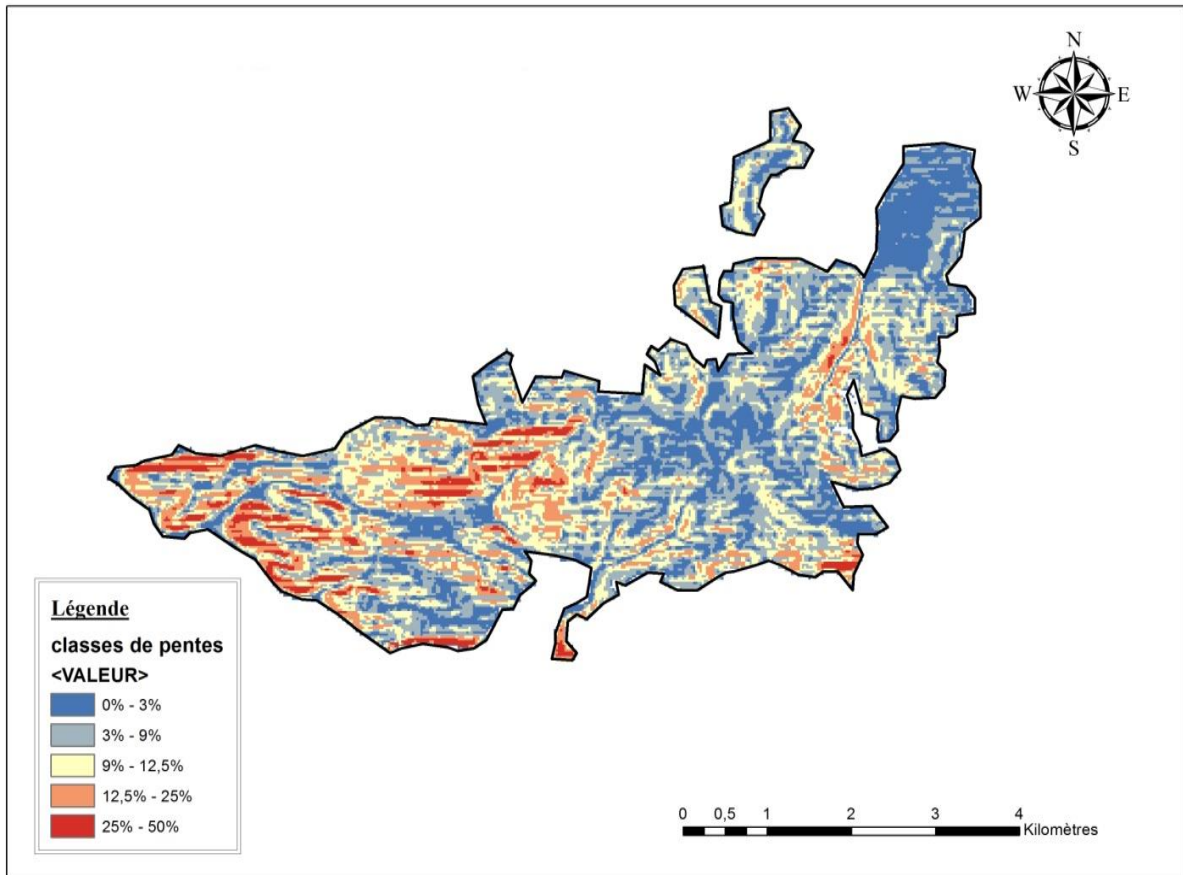 N
W E
S
Légende
classes de pentes
<VALEUR>
0% - 3%
3% - 9%
9% - 12,5%
12,5% - 25%
25% - 50%
0 0,5 1 2 3 4
Kilomètres